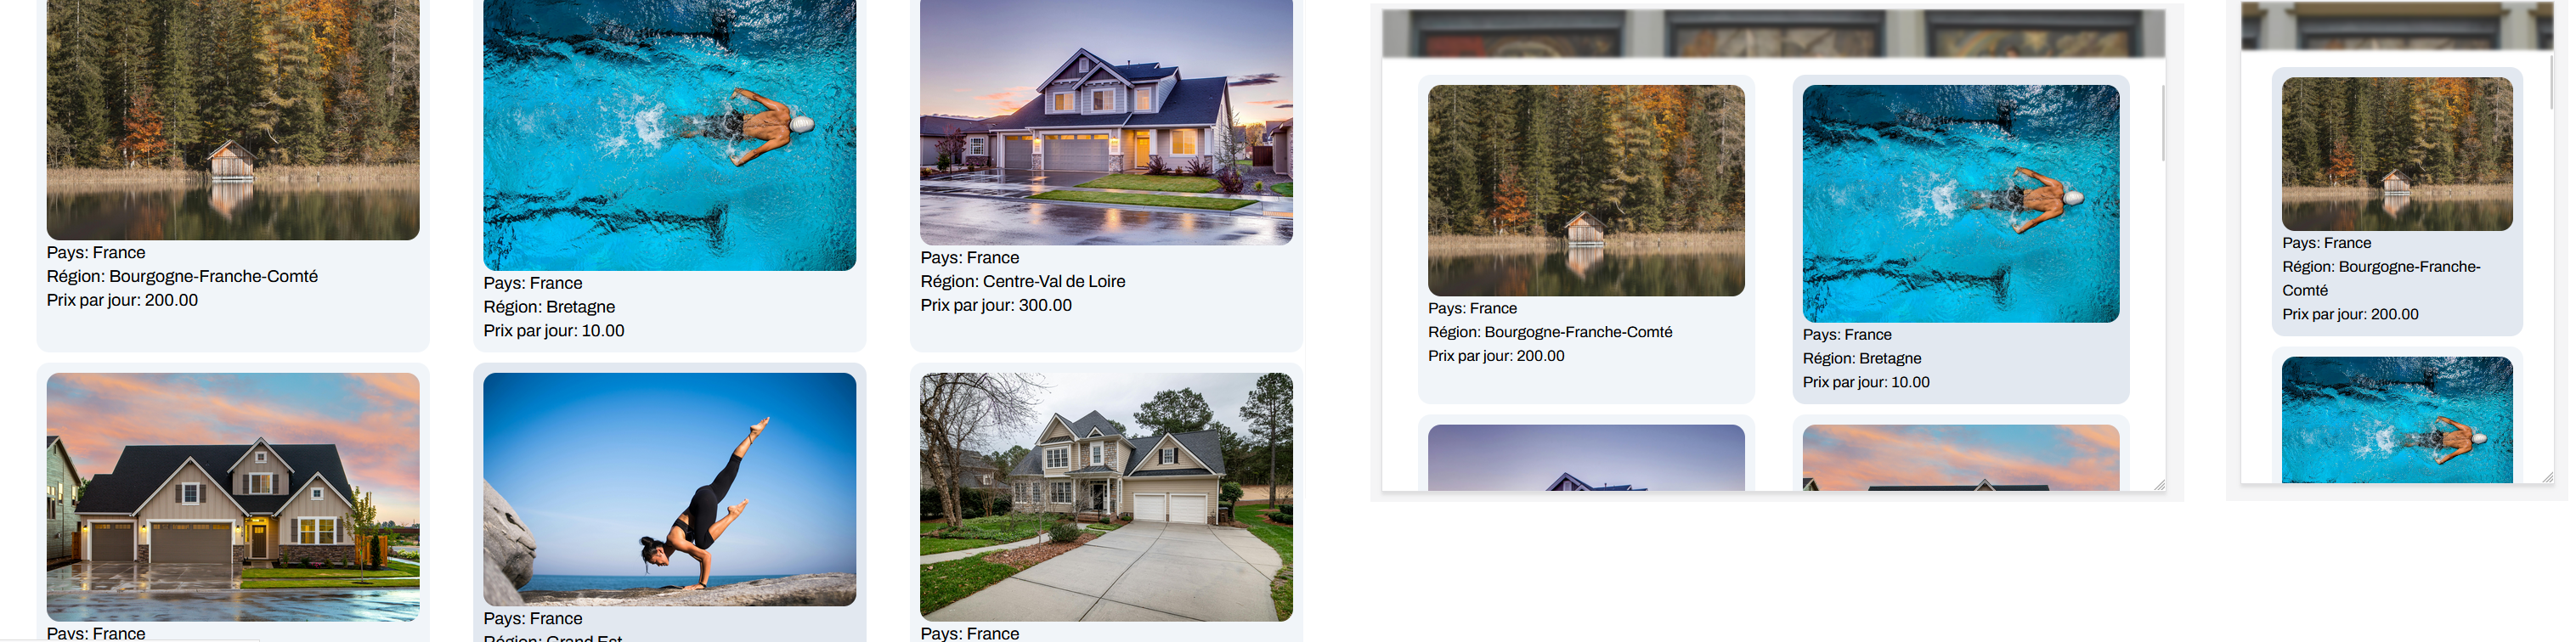 Pays: France
Région: Bourgogne-Franche-Comté
Prix par jour: 200.00
Pays: France
Région: Bretagne
Prix par jour: 10.00
Pays: France
Région: Centre-Val de Loire
Prix par jour: 300.00
Pays: France
Pays: France
Région: Grand Est
Pays: France
Pays: France
Région: Bourgogne-Franche-Comté
Prix par jour: 200.00
Pays: France
Région: Bretagne
Prix par jour: 10.00
Pays: France
Région: Bourgogne-Franche-
Comté
Prix par jour: 200.00